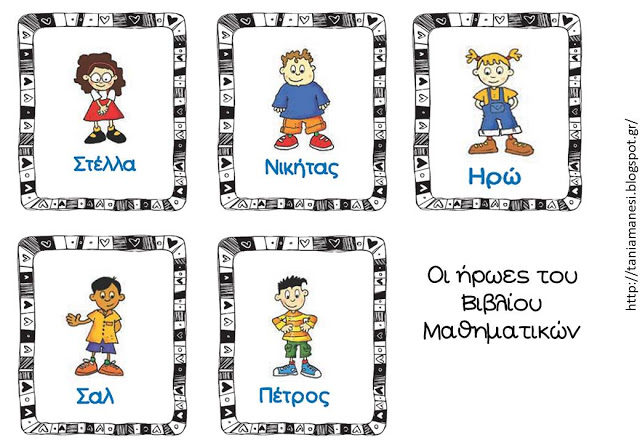 Στέλλα
Νικήτας
Ηρώ
Σαλ
Πέτρος
Οι ήρωες του
Βιβλίου
Μαθηματικών
http://taniamanesi.blogspot.gr/